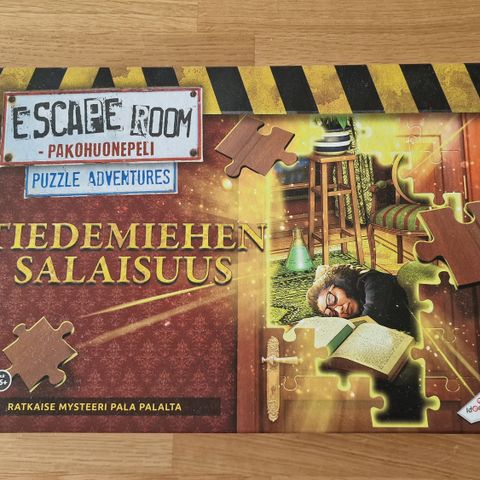 ESCAPE ROOM
- PAKOHUONEPELI
PUZZLE ADVENTURES
TIEDEMIEHEN
SALAISUUS
RATKAISE MYSTEERI PALA PALALTA